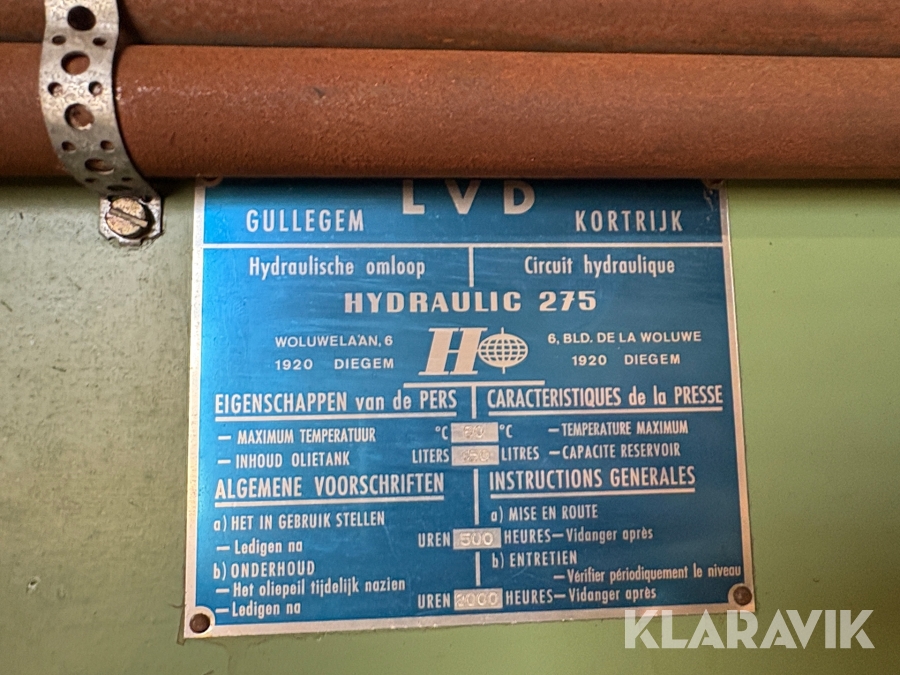 LVD
GULLEGEM KORTRIJK
Hydraulische omloop Circuit hydraulique
HYDRAULIC 275
WOLUWELAAN, 6 6, BLD. DE LA WOLUWE
1920 DIEGEM HO 1920 DIEGEM
EIGENSCHAPPEN van de PERS CARACTERISTIQUES de la PRESSE
— MAXIMUM TEMPERATUUR °C °C — TEMPERATURE MAXIMUM
— INHOUD OLIETANK LITERS LITRES — CAPACITE RESERVOIR
ALGEMENE VOORSCHRIFTEN INSTRUCTIONS GENERALES
a) HET IN GEBRUIK STELLEN a) MISE EN ROUTE
— Ledigen na UREN 500 HEURES — Vidanger après
b) ONDERHOUD b) ENTRETIEN
— Het oliepeil tijdelijk nazien — Vérifier périodiquement le niveau
— Ledigen na UREN 2000 HEURES — Vidanger après
KLARAVIK